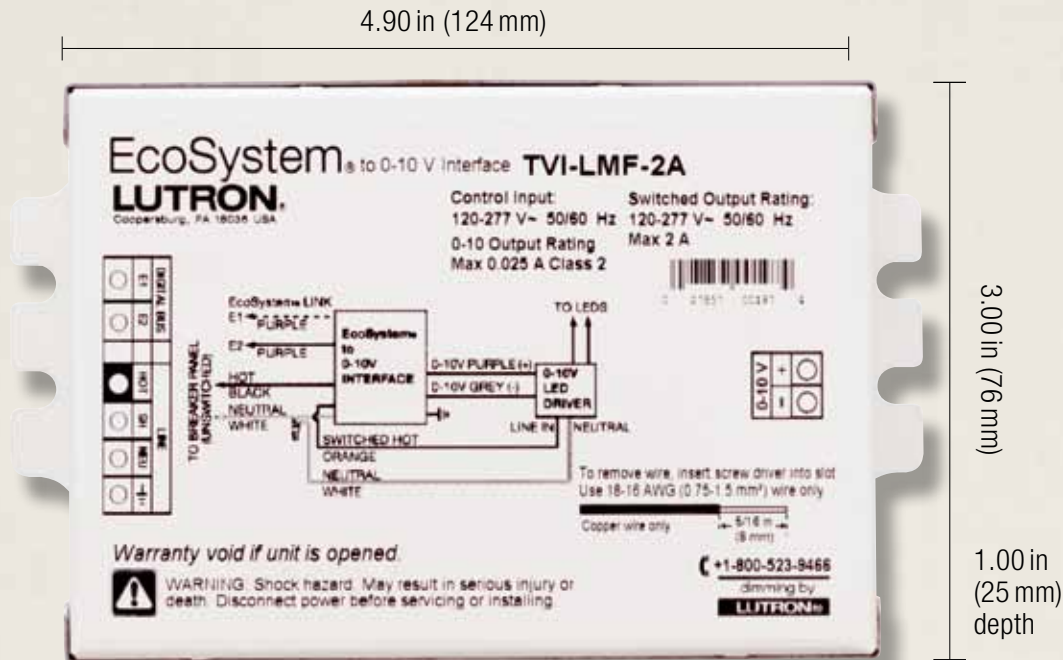 4.90 in (124 mm)
EcoSystem® to 0-10 V Interface TVI-LMF-2A
LUTRON®
Coopersburg, PA 18036 USA
Control Input:
120-277 V~ 50/60 Hz
0-10 Output Rating
Max 0.025 A Class 2
Switched Output Rating:
120-277 V~ 50/60 Hz
Max 2 A
DIGITAL BUS
E1
E2
LINE
HOT
SH
NEU
TO BREAKER PANEL
(UNSWITCHED)
EcoSystem LINK
E1
PURPLE
E2
PURPLE
HOT
BLACK
NEUTRAL
WHITE
EcoSystem
to
0-10V
INTERFACE
0-10V PURPLE (+)
0-10V GREY (-)
TO LEDS
0-10V
LED
DRIVER
LINE IN
NEUTRAL
SWITCHED HOT
ORANGE
NEUTRAL
WHITE
0-10 V
+
-
To remove wire, insert screw driver into slot
Use 18-16 AWG (0.75-1.5 mm²) wire only
Copper wire only
5/16 in
(8 mm)
Warranty void if unit is opened.
WARNING: Shock hazard. May result in serious injury or
death. Disconnect power before servicing or installing.
+1-800-523-9466
dimming by
LUTRON®
3.00 in (76 mm)
1.00 in
(25 mm)
depth